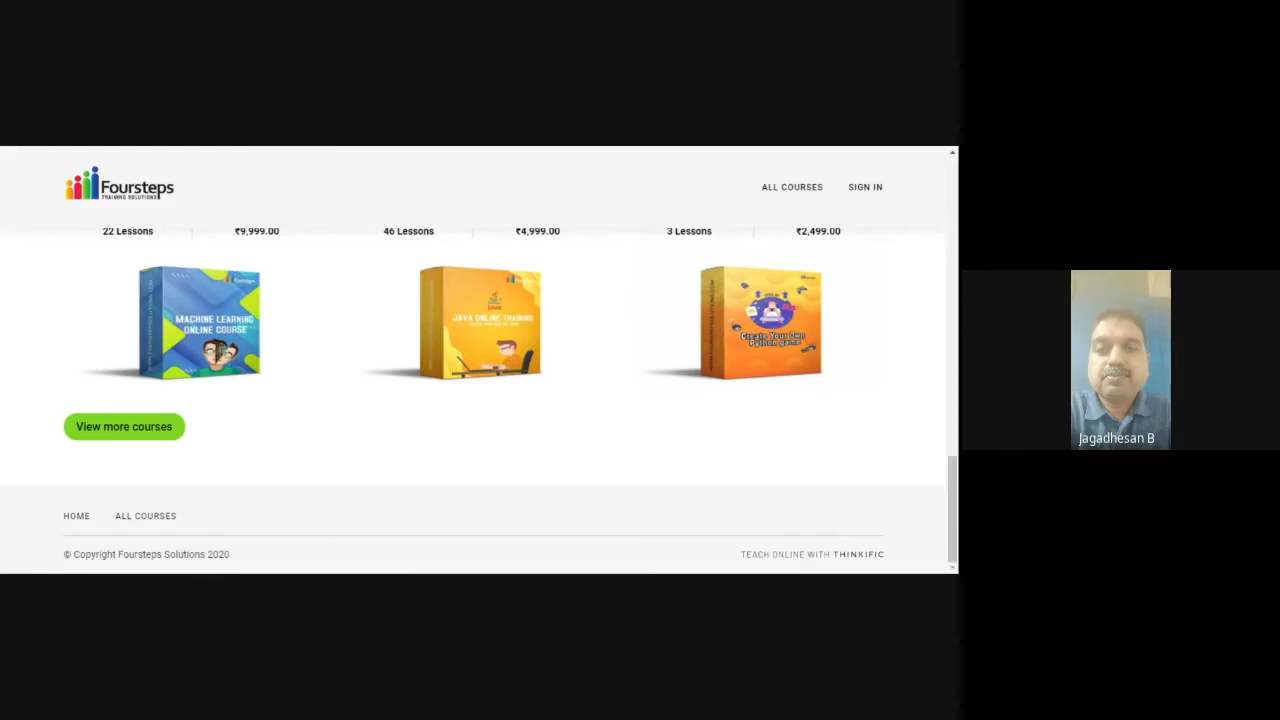 Foursteps
TRAINING SOLUTIONS
ALL COURSES
SIGN IN
22 Lessons
₹9,999.00
46 Lessons
₹4,999.00
3 Lessons
₹2,499.00
Foursteps
MACHINE LEARNING
ONLINE COURSE
Java
JAVA ONLINE TRAINING
Create Your Own
Python game
View more courses
HOME
ALL COURSES
© Copyright Foursteps Solutions 2020
TEACH ONLINE WITH THINKIFIC
Jagadhesan B